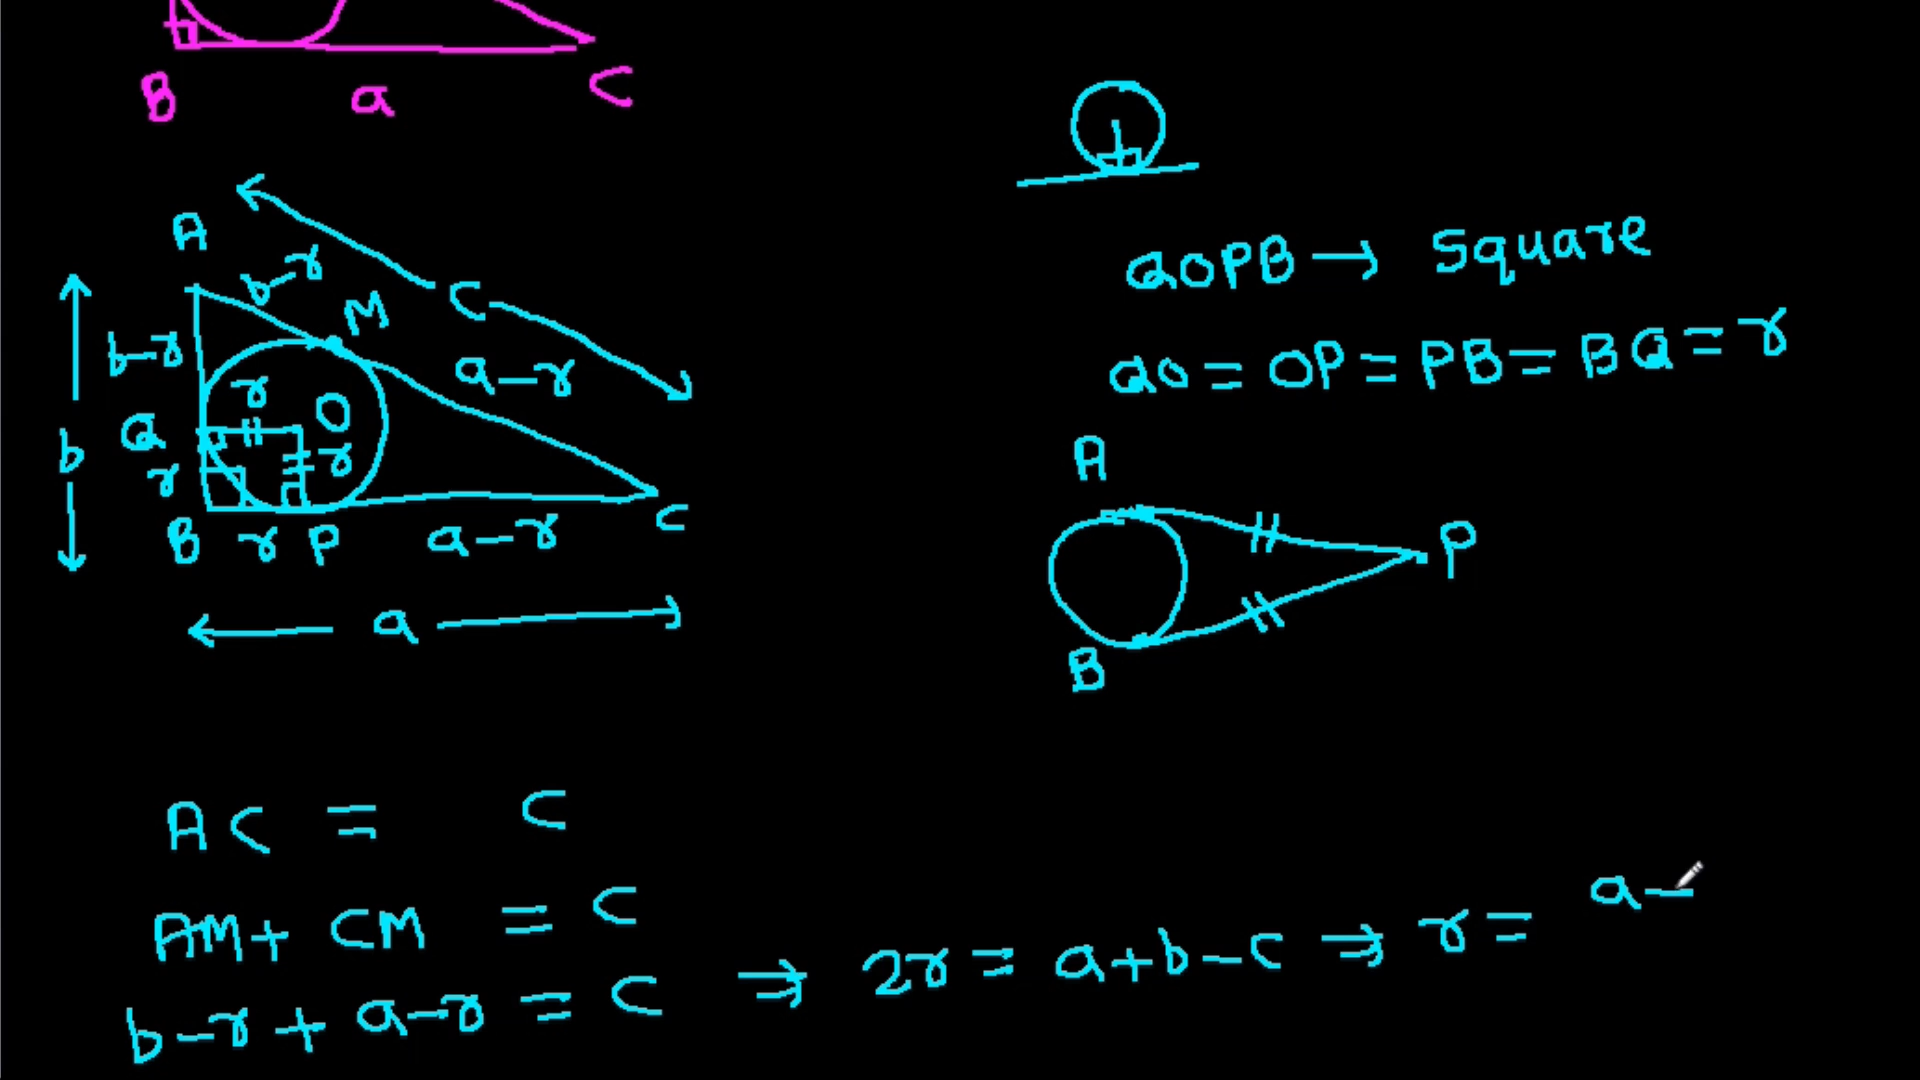 B a C
A
b-r M C
b-r
a-r
Q r O
b
r r
B r P a-r C
a
QOPB → Square
QO = OP = PB = BQ = r
A
P
B
AC = C
AM + CM = C
b-r + a-r = C ⇒ 2r = a+b-C ⇒ r = a-